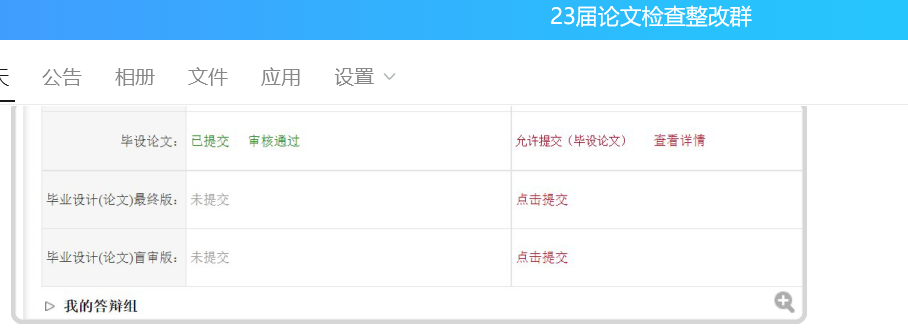 23届论文检查整改群
天 公告 相册 文件 应用 设置
毕设论文： 已提交 审核通过 允许提交（毕设论文） 查看详情
毕业设计(论文)最终版： 未提交 点击提交
毕业设计(论文)盲审版： 未提交 点击提交
我的答辩组